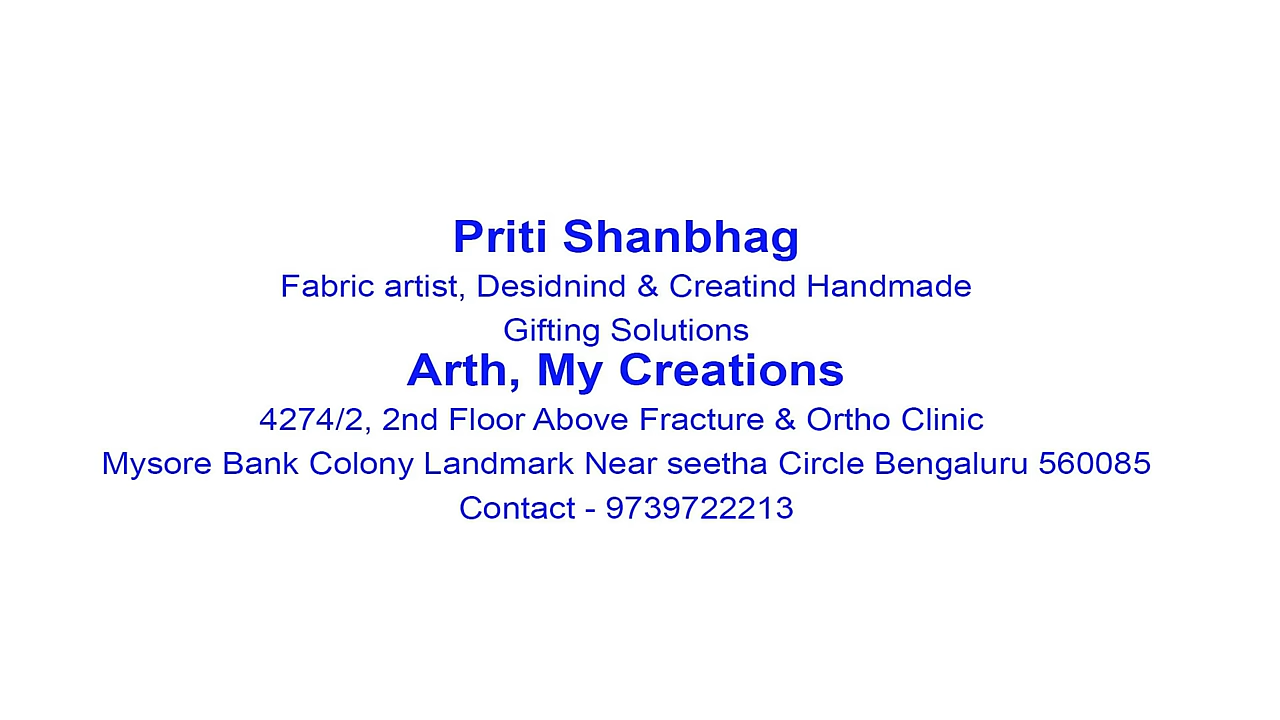 Priti Shanbhag
Fabric artist, Desidnind & Creatind Handmade
Gifting Solutions
Arth, My Creations
4274/2, 2nd Floor Above Fracture & Ortho Clinic
Mysore Bank Colony Landmark Near seetha Circle Bengaluru 560085
Contact - 9739722213